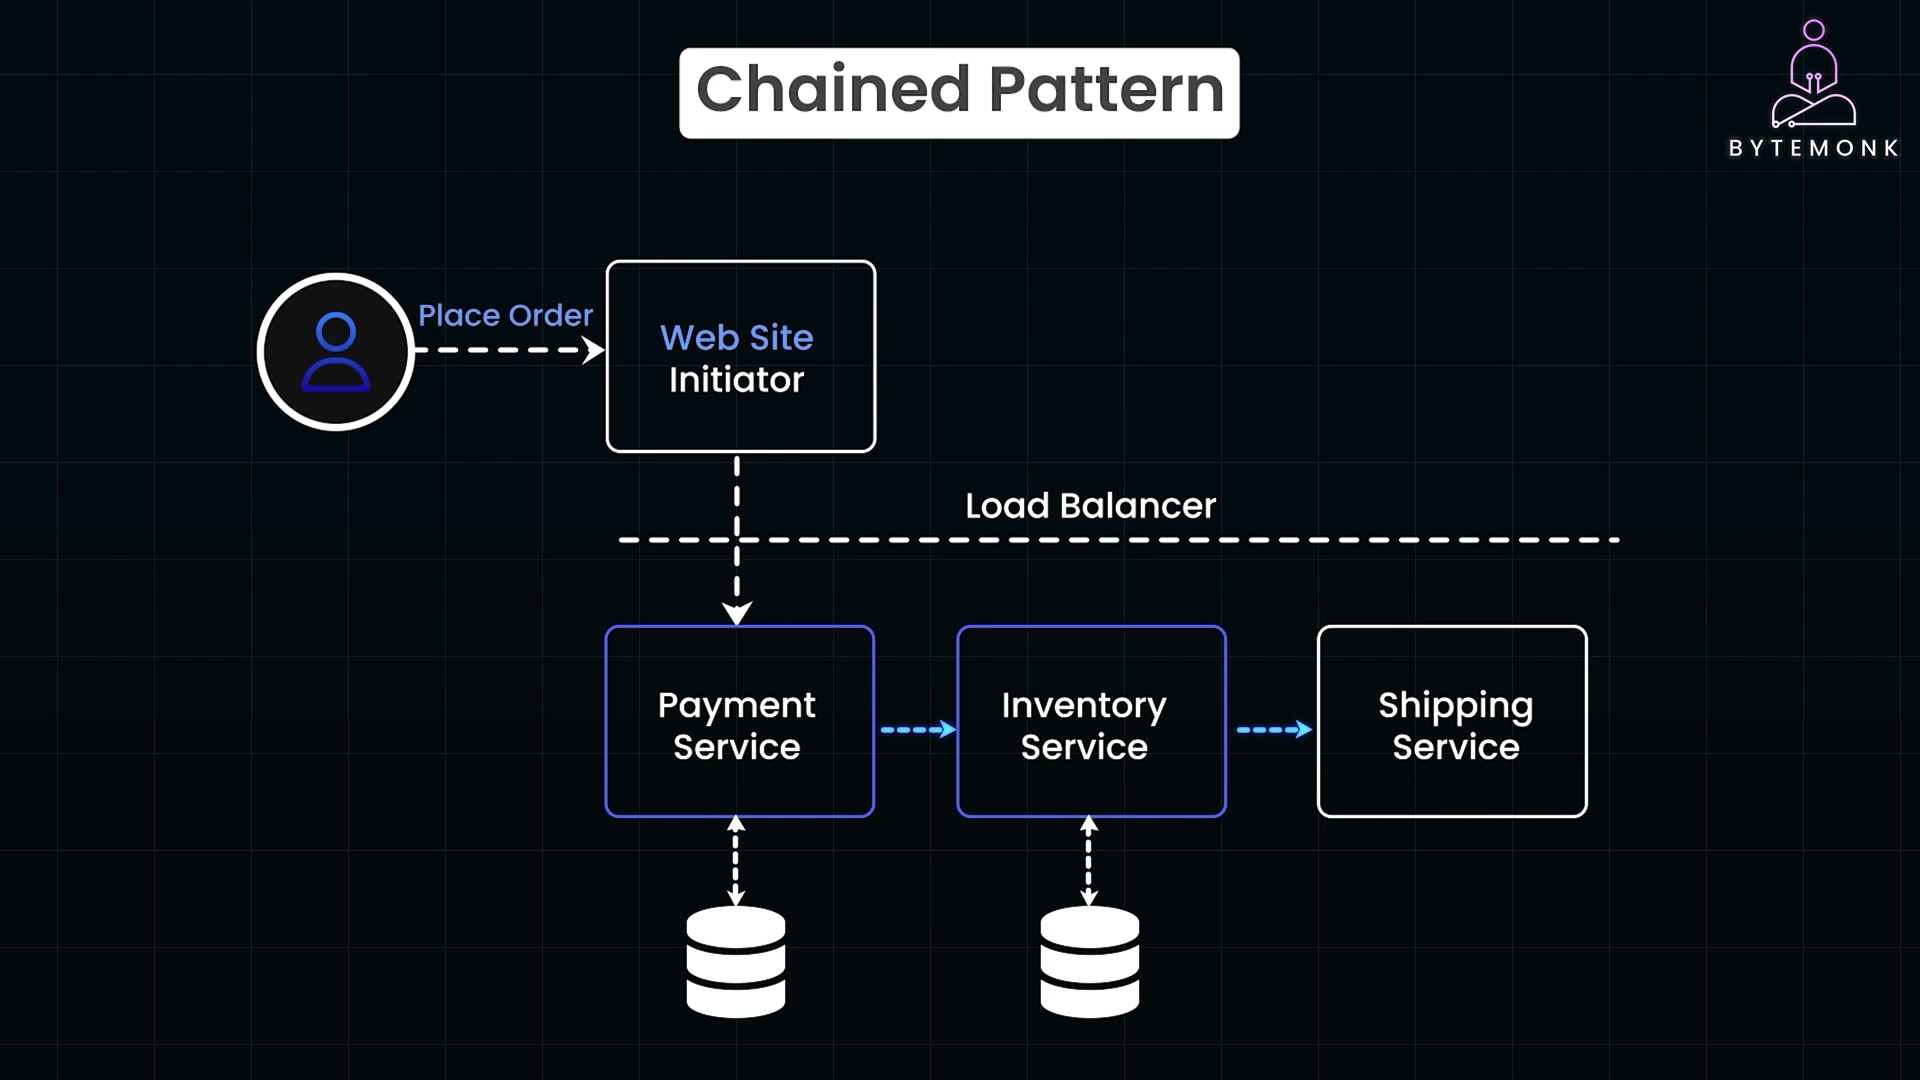 Chained Pattern
BYTEMONK
Place Order
Web Site
Initiator
Load Balancer
Payment
Service
Inventory
Service
Shipping
Service